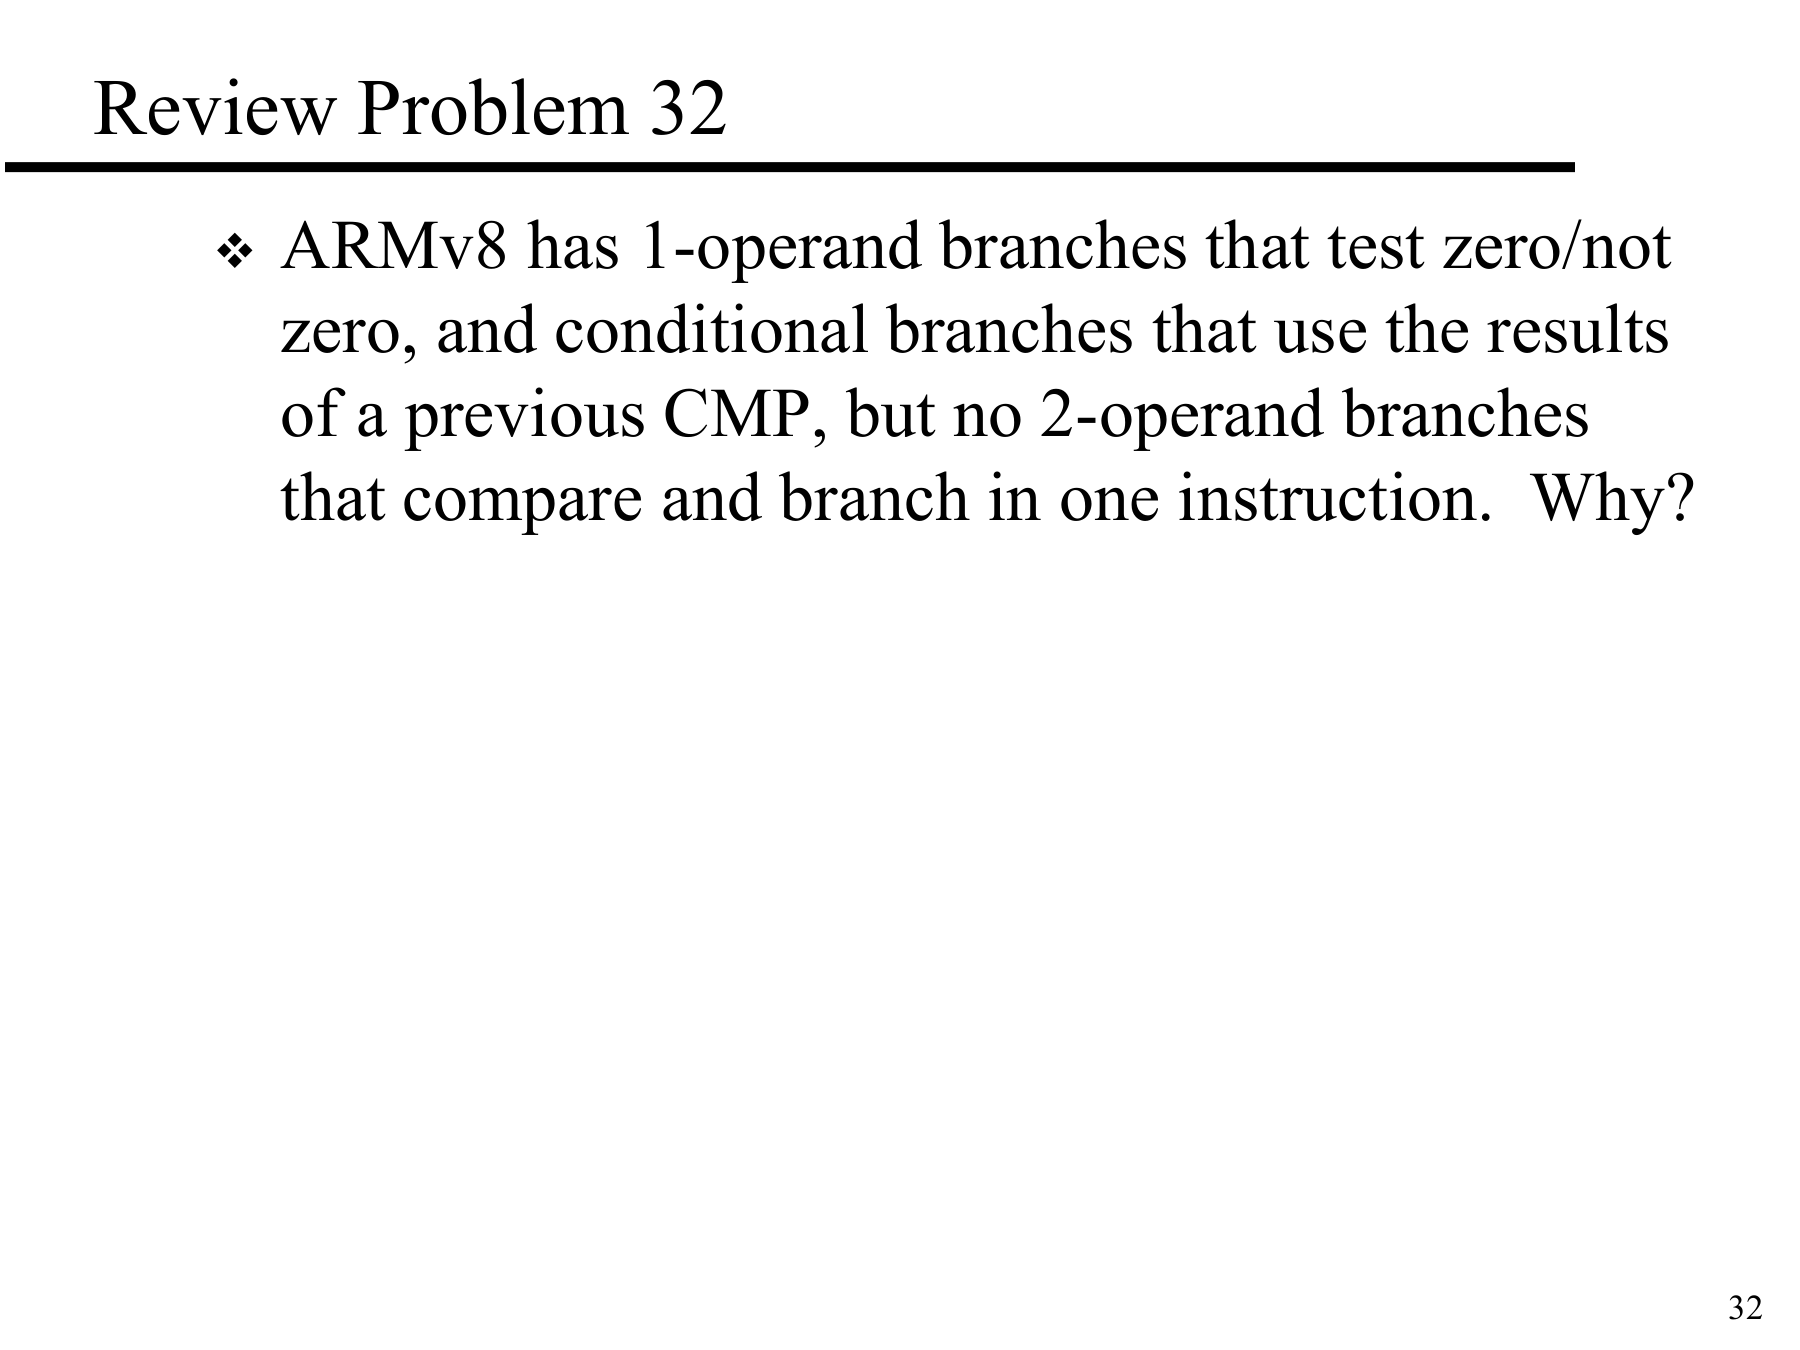 Review Problem 32
❖ ARMv8 has 1-operand branches that test zero/not
zero, and conditional branches that use the results
of a previous CMP, but no 2-operand branches
that compare and branch in one instruction.  Why?
32